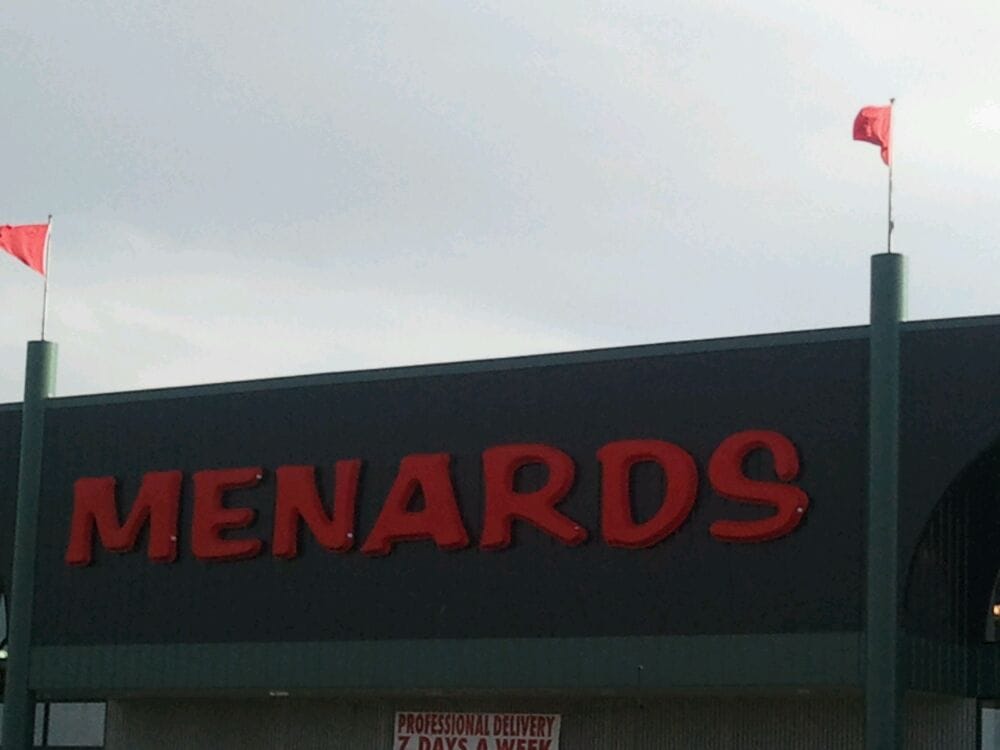 MENARDS
PROFESSIONAL DELIVERY
7 DAYS A WEEK